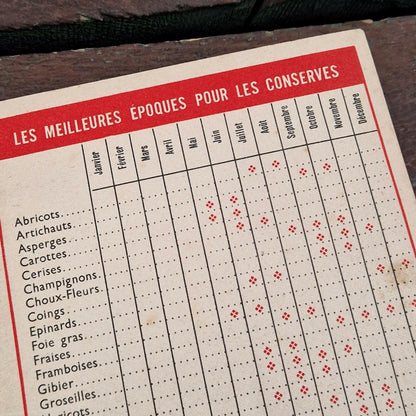 LES MEILLEURES ÉPOQUES POUR LES CONSERVES
Janvier Février Mars Avril Mai Juin Juillet Août Septembre Octobre Novembre Décembre
Abricots
Artichauts
Asperges
Carottes
Cerises
Champignons
Choux-Fleurs
Coings
Epinards
Foie gras
Fraises
Framboises
Gibier
Groseilles